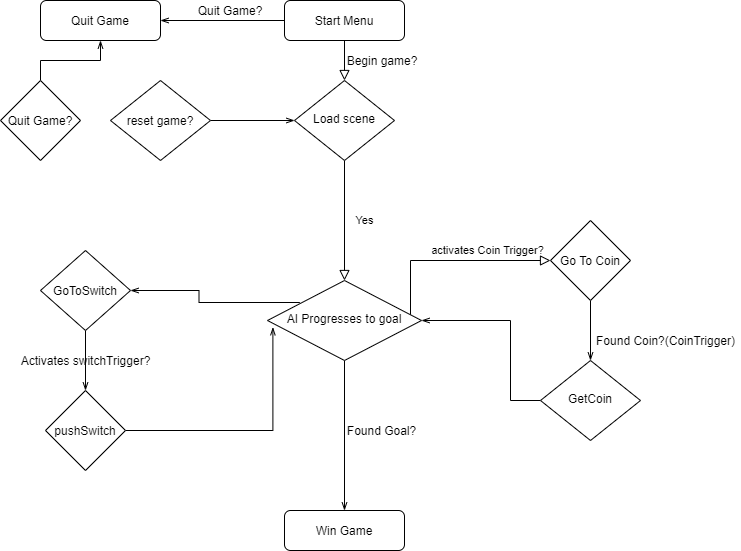 Quit Game
Quit Game?
Start Menu
Begin game?
Quit Game?
reset game?
Load scene
Yes
activates Coin Trigger?
Go To Coin
GoToSwitch
AI Progresses to goal
Found Coin?(CoinTrigger)
Activates switchTrigger?
GetCoin
pushSwitch
Found Goal?
Win Game